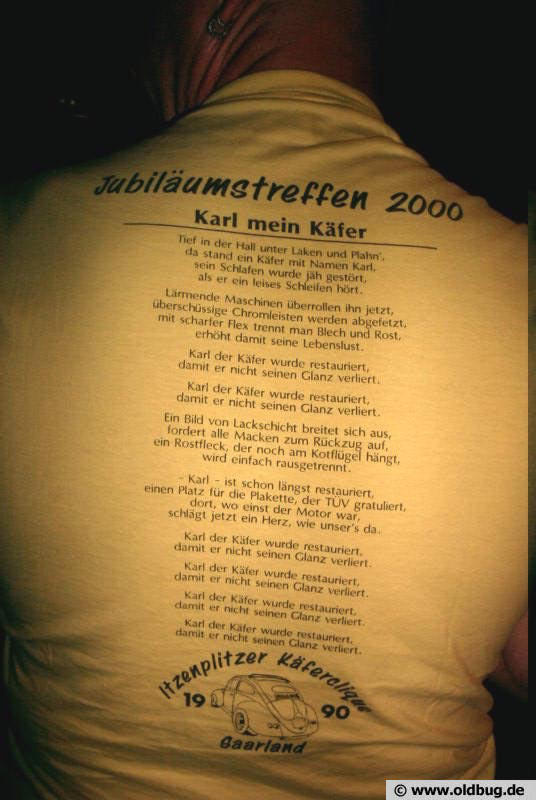 Jubiläumstreffen 2000
Karl mein Käfer
Tief in der Hall unter Laken und Plahn',
da stand ein Käfer mit Namen Karl,
sein Schlafen wurde jäh gestört,
als er ein leises Schleifen hört.
Lärmende Maschinen überrollen ihn jetzt,
überschüssige Chromleisten werden abgefetzt,
mit scharfer Flex trennt man Blech und Rost,
erhöht damit seine Lebenslust.
Karl der Käfer wurde restauriert,
damit er nicht seinen Glanz verliert.
Karl der Käfer wurde restauriert,
damit er nicht seinen Glanz verliert.
Ein Bild von Lackschicht breitet sich aus,
fordert alle Macken zum Rückzug auf,
ein Rostfleck, der noch am Kotflügel hängt,
wird einfach rausgetrennt.
- Karl - ist schon längst restauriert,
einen Platz für die Plakette, der TÜV gratuliert,
dort, wo einst der Motor war,
schlägt jetzt ein Herz, wie unser's da.
Karl der Käfer wurde restauriert,
damit er nicht seinen Glanz verliert.
Karl der Käfer wurde restauriert,
damit er nicht seinen Glanz verliert.
Karl der Käfer wurde restauriert,
damit er nicht seinen Glanz verliert.
Karl der Käfer wurde restauriert,
damit er nicht seinen Glanz verliert.
Itzenplitzer Käferclique
19 90
Saarland
© www.oldbug.de